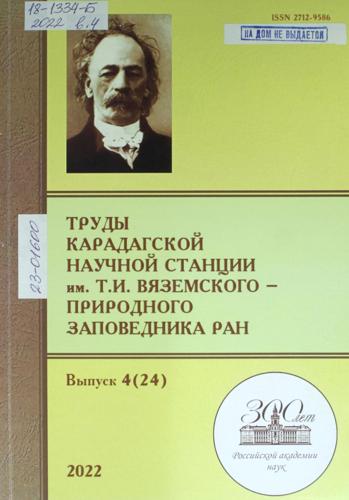 18-1334-Б
2022 в.4
ISSN 2712-9586
НА ДОМ НЕ ВЫДАЕТСЯ
23-01600
ТРУДЫ
КАРАДАГСКОЙ
НАУЧНОЙ СТАНЦИИ
им. Т.И. ВЯЗЕМСКОГО –
ПРИРОДНОГО
ЗАПОВЕДНИКА РАН
Выпуск 4(24)
300 лет
Российской академии
наук
2022